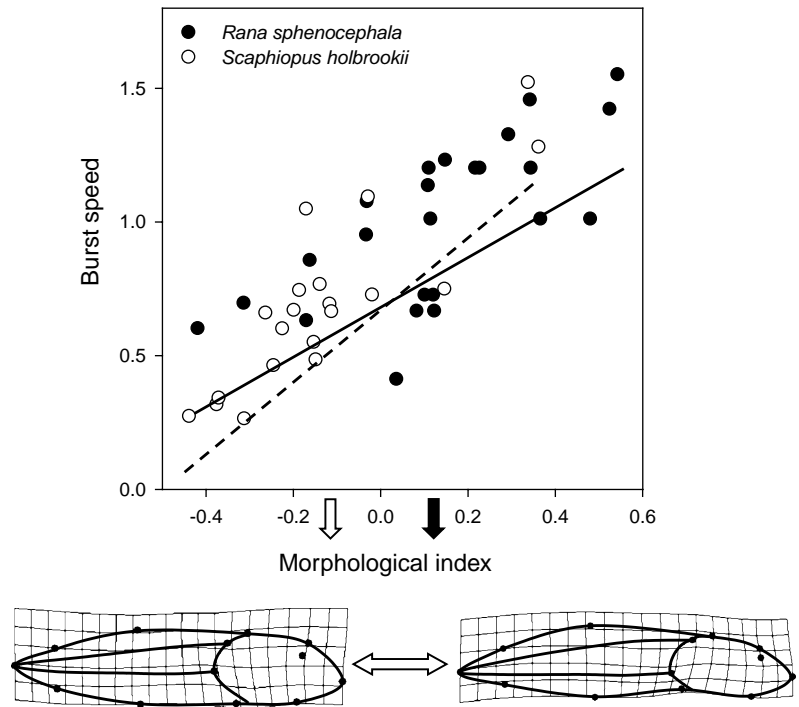 Rana sphenocephala
Scaphiopus holbrookii
1.5
1.0
0.5
0.0
Burst speed
-0.4 -0.2 0.0 0.2 0.4 0.6
Morphological index